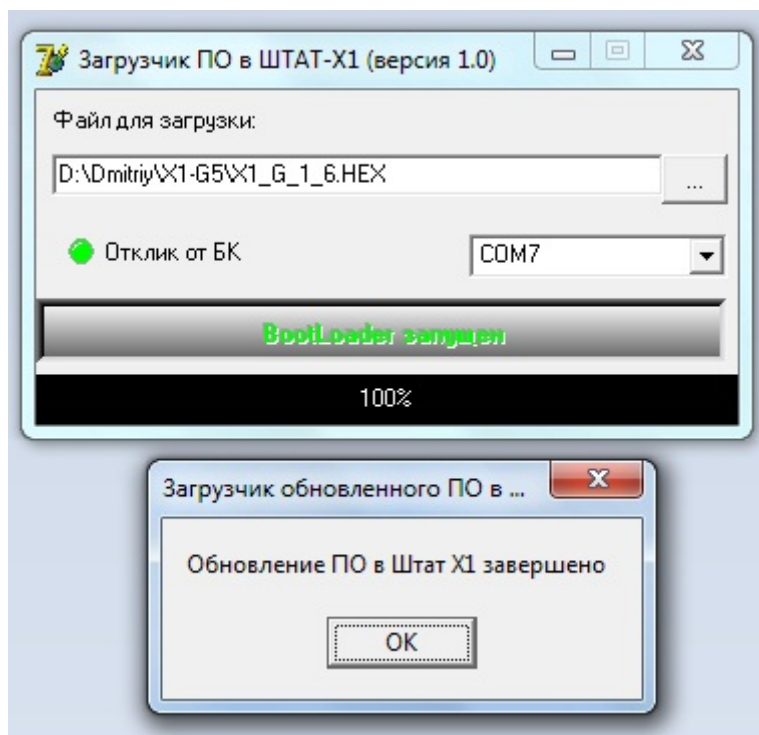 Загрузчик ПО в ШТАТ-X1 (версия 1.0)
Файл для загрузки:
D:\Dmitriy\X1-G5\X1_G_1_6.HEX
...
Отклик от БК
COM7
BootLoader запущен
100%
Загрузчик обновленного ПО в ...
Обновление ПО в Штат X1 завершено
OK